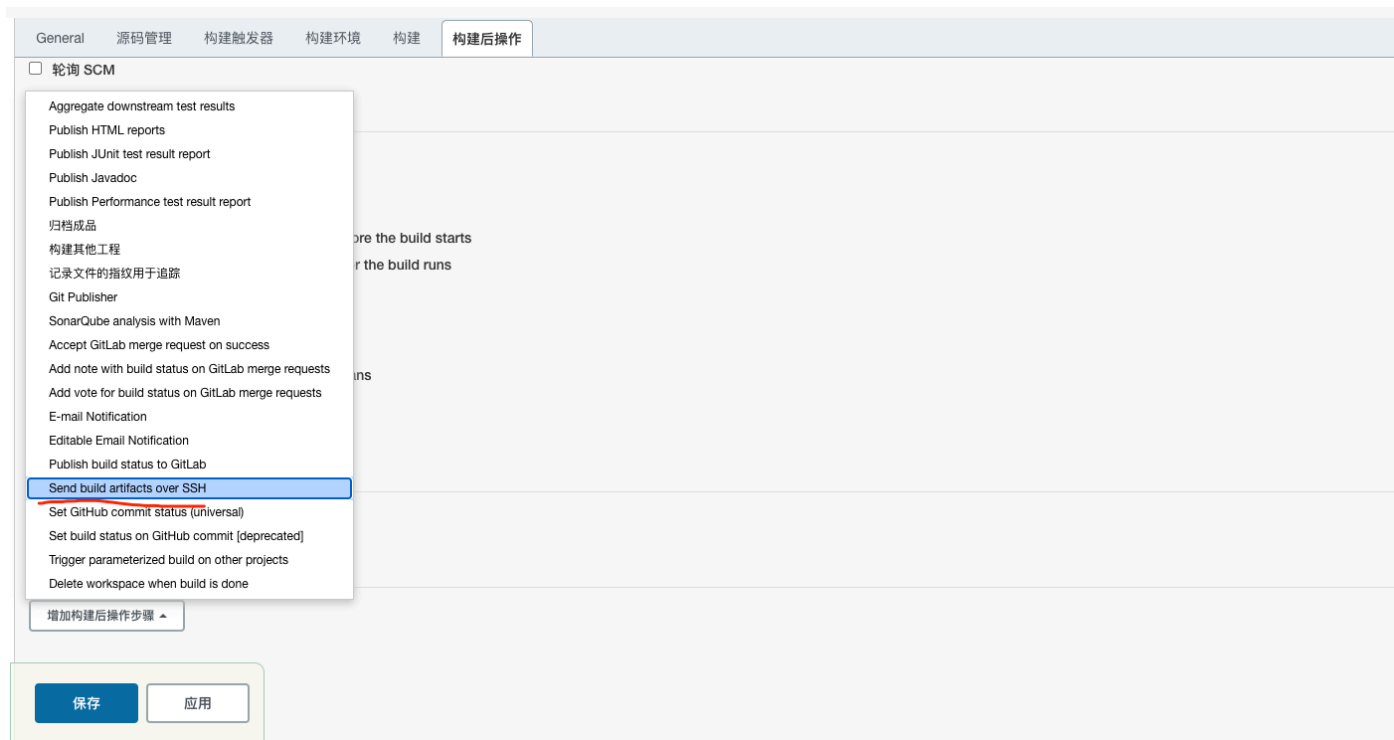 General 源码管理 构建触发器 构建环境 构建 构建后操作
轮询 SCM
Aggregate downstream test results
Publish HTML reports
Publish JUnit test result report
Publish Javadoc
Publish Performance test result report
归档成品
ore the build starts
构建其他工程
r the build runs
记录文件的指纹用于追踪
Git Publisher
SonarQube analysis with Maven
Accept GitLab merge request on success
Add note with build status on GitLab merge requests
ans
Add vote for build status on GitLab merge requests
E-mail Notification
Editable Email Notification
Publish build status to GitLab
Send build artifacts over SSH
Set GitHub commit status (universal)
Set build status on GitHub commit [deprecated]
Trigger parameterized build on other projects
Delete workspace when build is done
增加构建后操作步骤
保存 应用